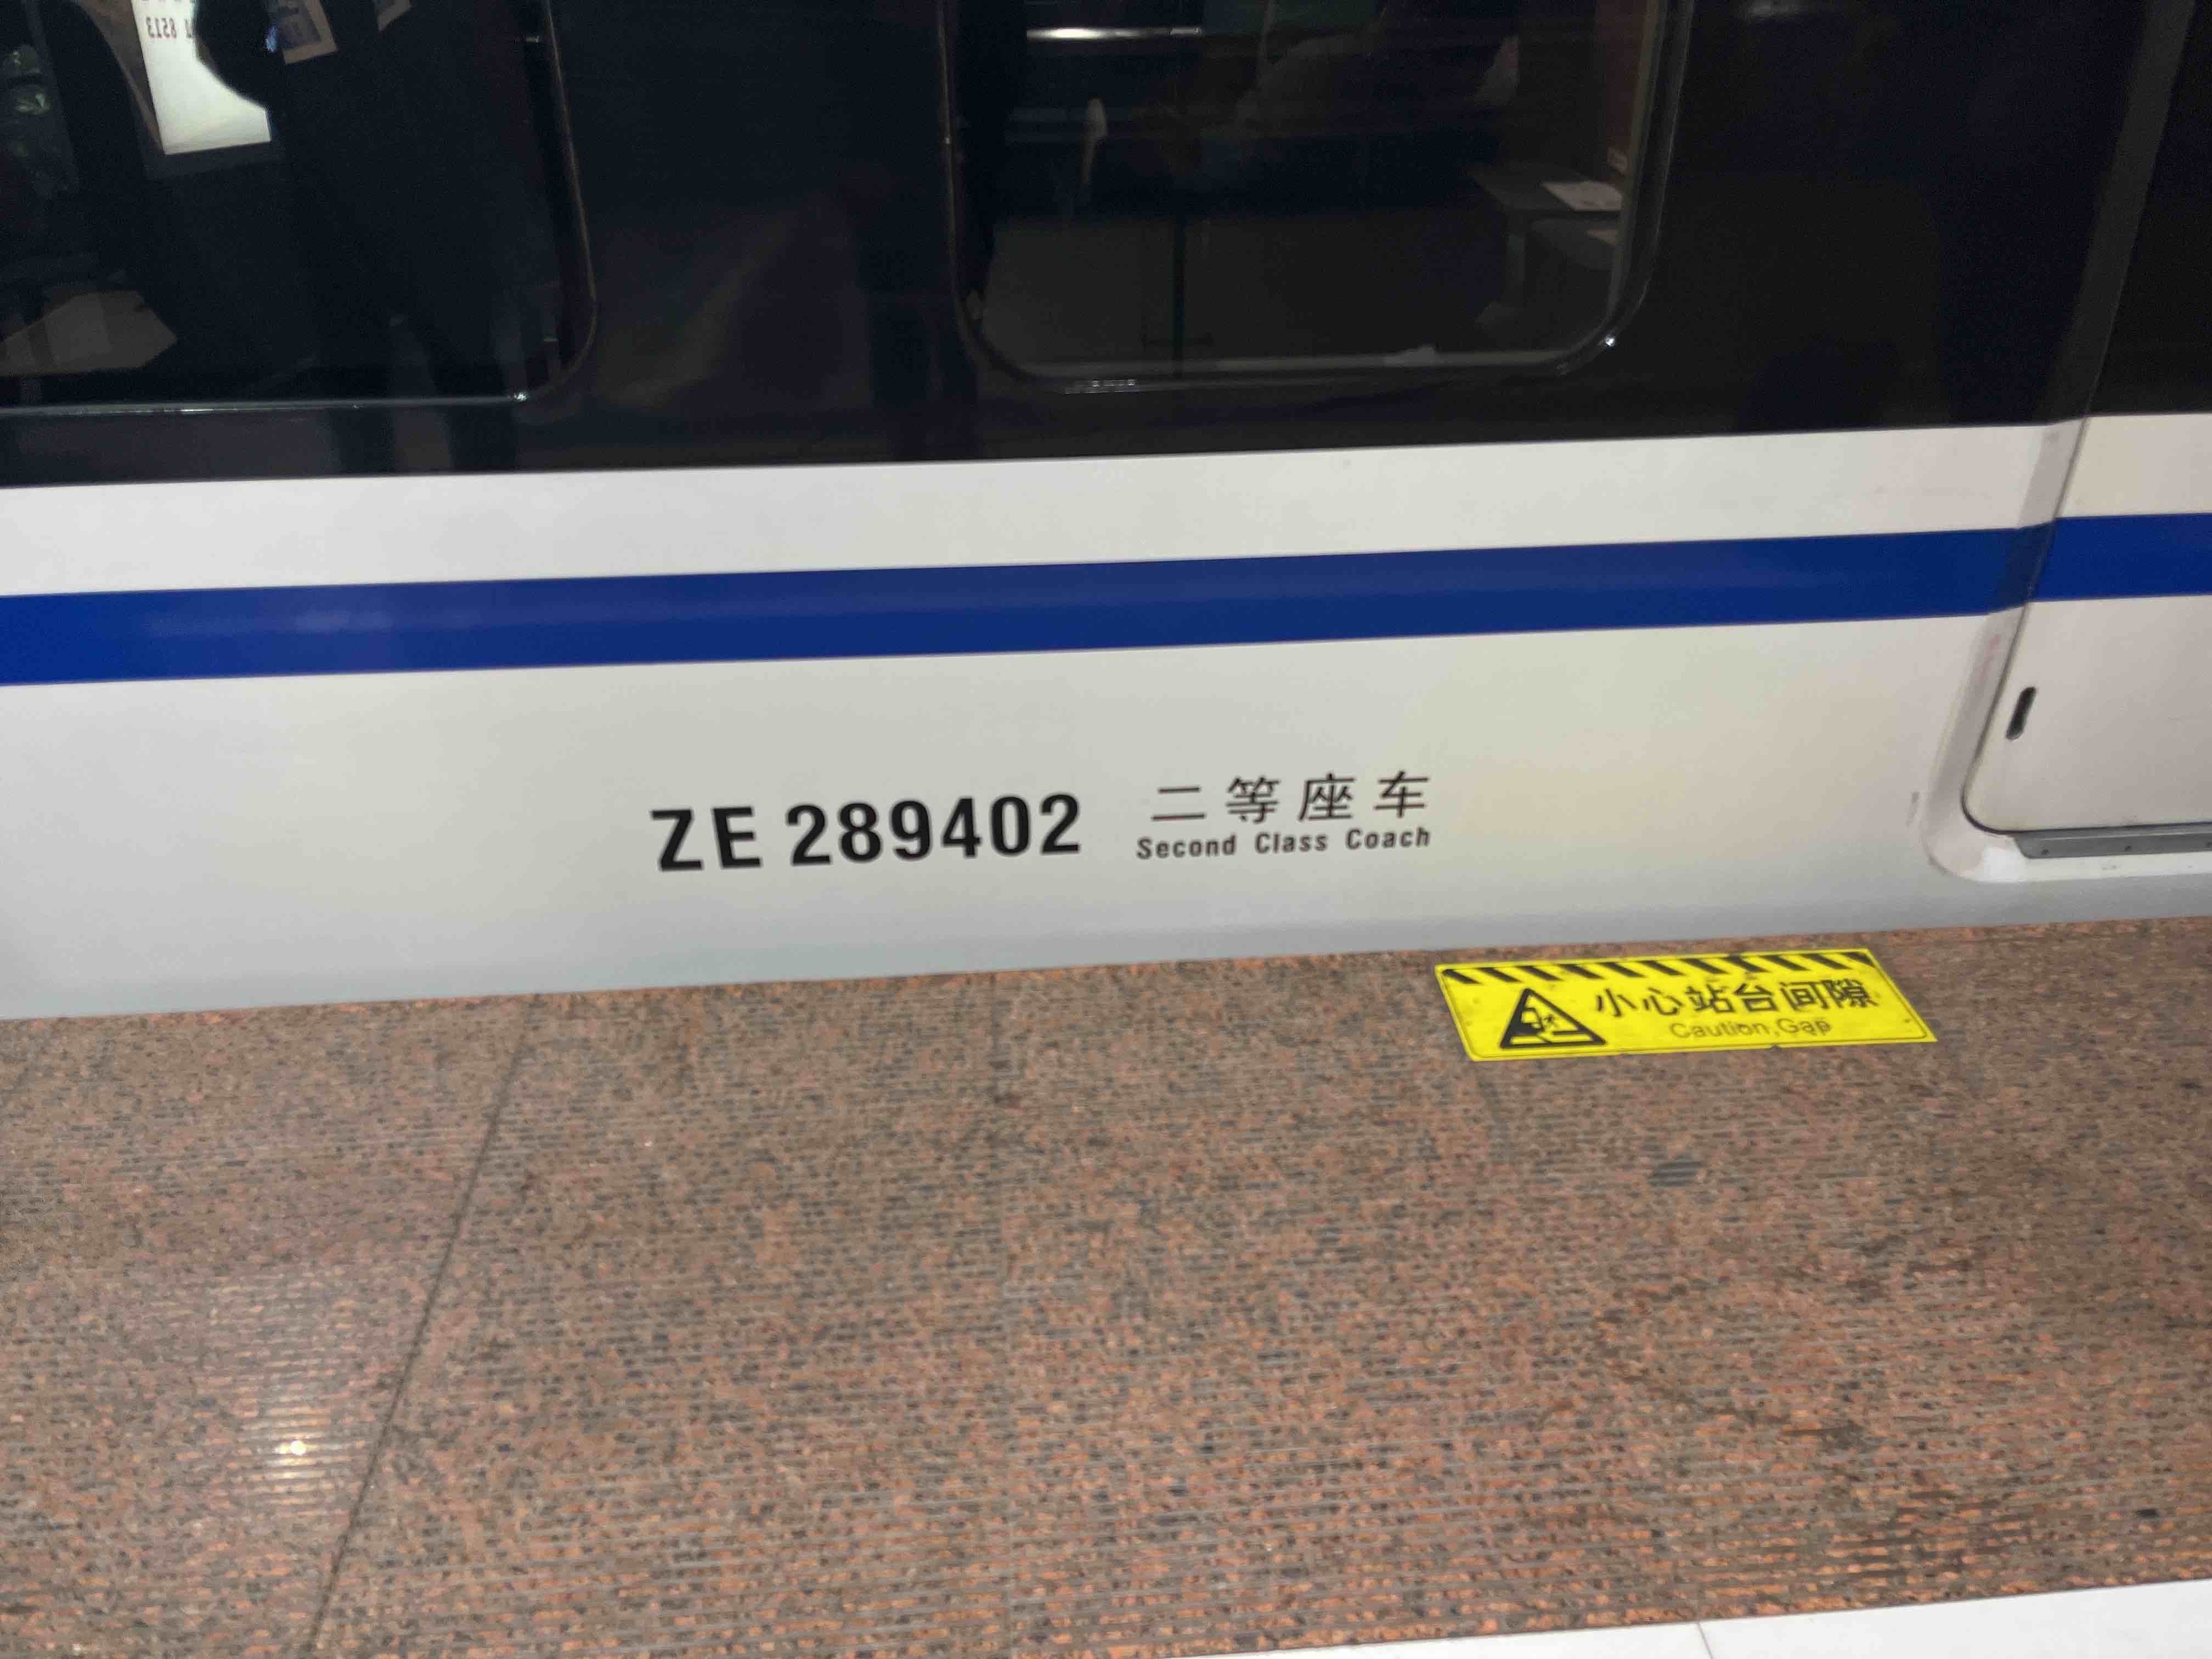 ZE 289402
二等座车
Second Class Coach
小心站台间隙
Caution,Gap